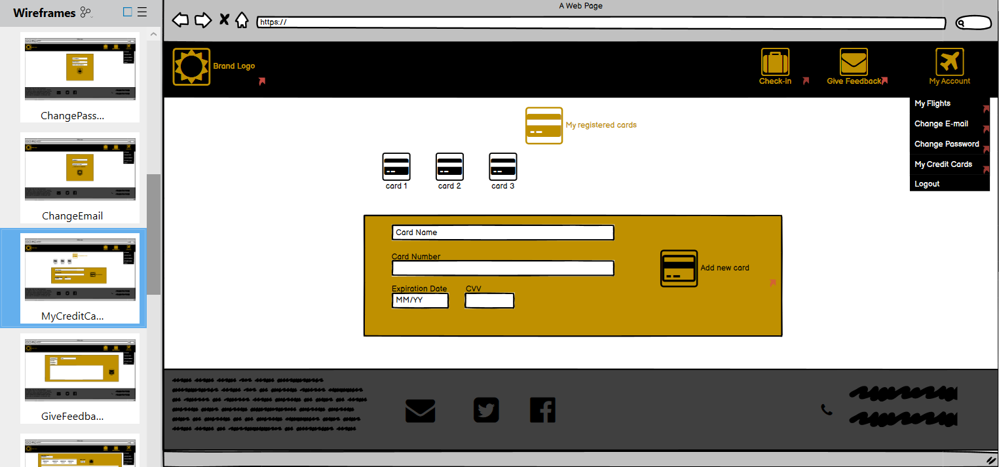 Wireframes
ChangePass...
ChangeEmail
MyCreditCa...
GiveFeedba...
A Web Page
https://
Brand Logo
Check-in
Give Feedback
My Account
My Flights
Change E-mail
Change Password
My Credit Cards
Logout
My registered cards
card 1
card 2
card 3
Card Name
Card Number
Expiration Date
CVV
MM/YY
Add new card